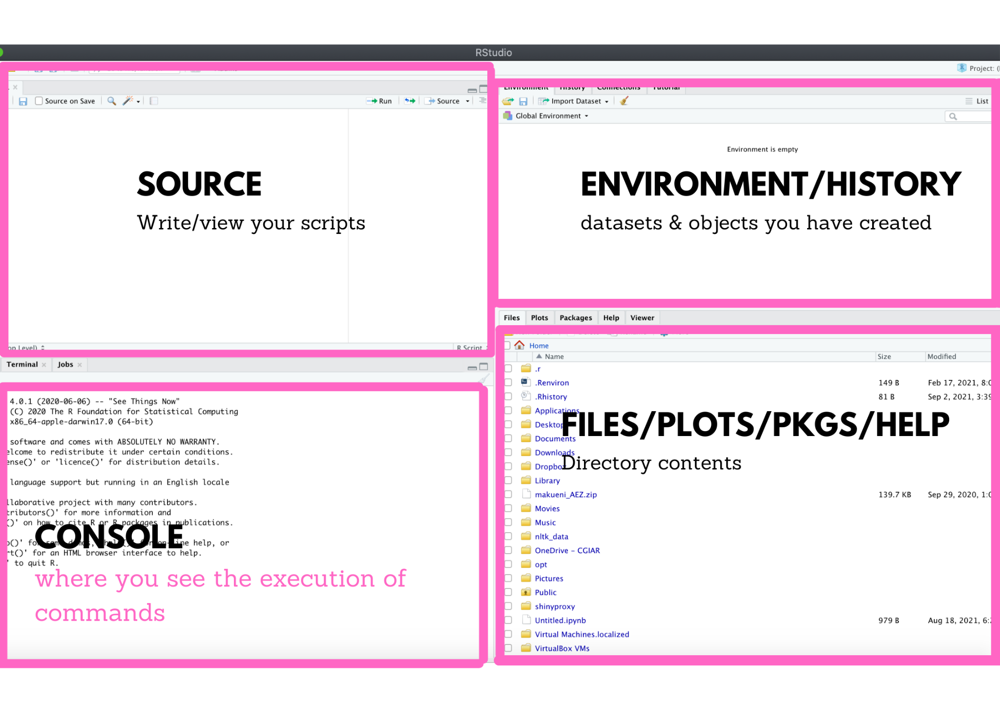 RStudio
Project: (
Source on Save
Run
Source
SOURCE
Write/view your scripts
R Script
Environment History Connections Tutorial
Import Dataset
List
Global Environment
Environment is empty
ENVIRONMENT/HISTORY
datasets & objects you have created
Terminal Jobs
4.0.1 (2020-06-06) -- "See Things Now"
(C) 2020 The R Foundation for Statistical Computing
x86_64-apple-darwin17.0 (64-bit)
software and comes with ABSOLUTELY NO WARRANTY.
elcome to redistribute it under certain conditions.
ense()' or 'licence()' for distribution details.
language support but running in an English locale
llaborative project with many contributors.
tributors()' for more information and
()' on how to cite R or R packages in publications.
o()' for some demos, 'help()' for on-line help, or
rt()' for an HTML browser interface to help.
' to quit R.
CONSOLE
where you see the execution of
commands
Files Plots Packages Help Viewer
Home
Name Size Modified
.r
.Renviron 149 B Feb 17, 2021, 8:0
.Rhistory 81 B Sep 2, 2021, 3:39
Applications
Desktop
Documents
Downloads
Dropbox
Library
makueni_AEZ.zip 139.7 KB Sep 29, 2020, 1:0
Movies
Music
nltk_data
OneDrive - CGIAR
opt
Pictures
Public
shinyproxy
Untitled.ipynb 979 B Aug 18, 2021, 6:
Virtual Machines.localized
VirtualBox VMs
FILES/PLOTS/PKGS/HELP
Directory contents